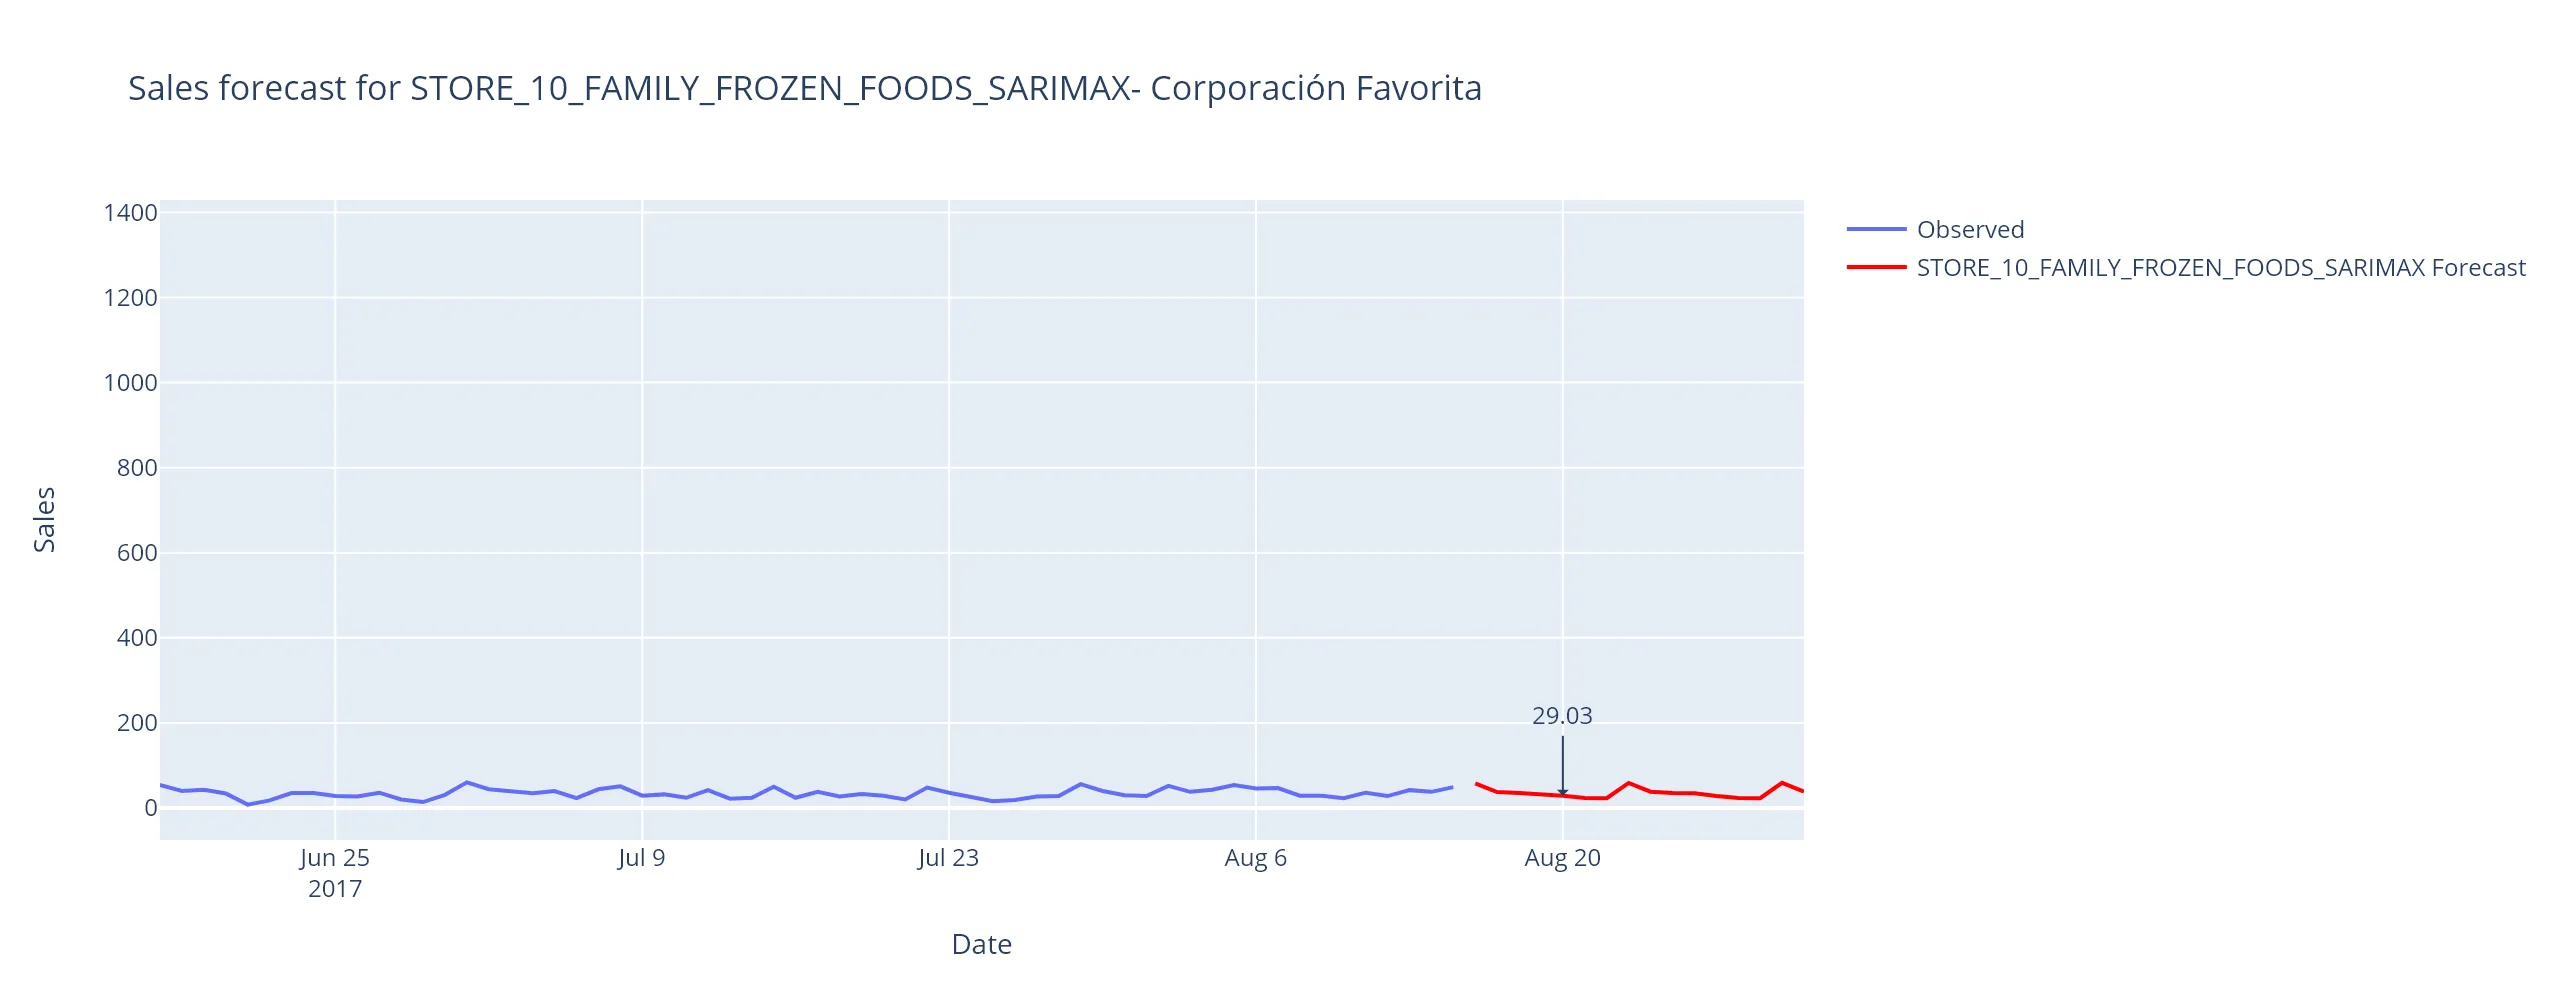 Sales forecast for STORE_10_FAMILY_FROZEN_FOODS_SARIMAX- Corporación Favorita
Observed
STORE_10_FAMILY_FROZEN_FOODS_SARIMAX Forecast
1400
1200
1000
800
600
400
200
0
Sales
29.03
Jun 25
2017
Jul 9
Jul 23
Aug 6
Aug 20
Date